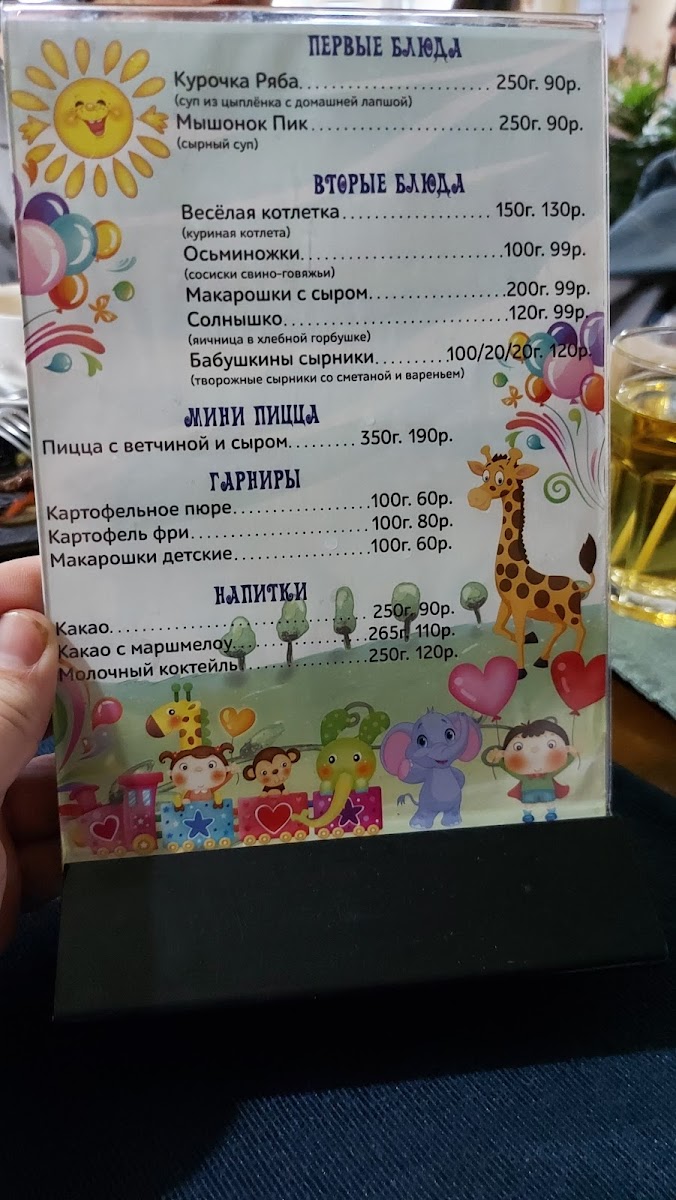 ПЕРВЫЕ БЛЮДА
Курочка Ряба.................................. 250г. 90р.
(суп из цыплёнка с домашней лапшой)
Мышонок Пик................................ 250г. 90р.
(сырный суп)
ВТОРЫЕ БЛЮДА
Весёлая котлетка.......................... 150г. 130р.
(куриная котлета)
Осьминожки...................................100г. 99р.
(сосиски свино-говяжьи)
Макарошки с сыром.......................200г. 99р.
Солнышко.......................................120г. 99р.
(яичница в хлебной горбушке)
Бабушкины сырники............100/20/20г. 120р.
(творожные сырники со сметаной и вареньем)
МИНИ ПИЦЦА
Пицца с ветчиной и сыром......... 350г. 190р.
ГАРНИРЫ
Картофельное пюре..................100г. 60р.
Картофель фри........................100г. 80р.
Макарошки детские..................100г. 60р.
НАПИТКИ
Какао.................................... 250г. 90р.
Какао с маршмелоу.................. 265г. 110р.
Молочный коктейль.................250г. 120р.